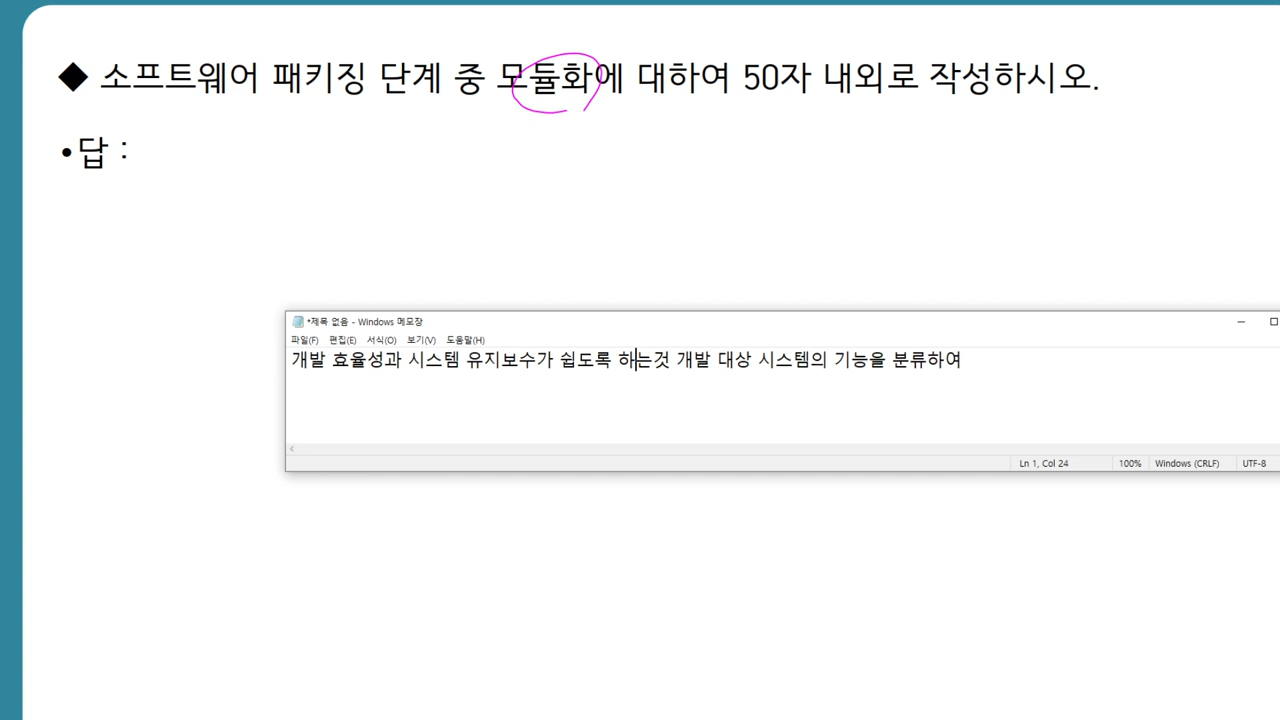 ◆ 소프트웨어 패키징 단계 중 모듈화에 대하여 50자 내외로 작성하시오.
•답 :
*제목 없음 - Windows 메모장
파일(F) 편집(E) 서식(O) 보기(V) 도움말(H)
개발 효율성과 시스템 유지보수가 쉽도록 하는것 개발 대상 시스템의 기능을 분류하여
Ln 1, Col 24 100% Windows (CRLF) UTF-8